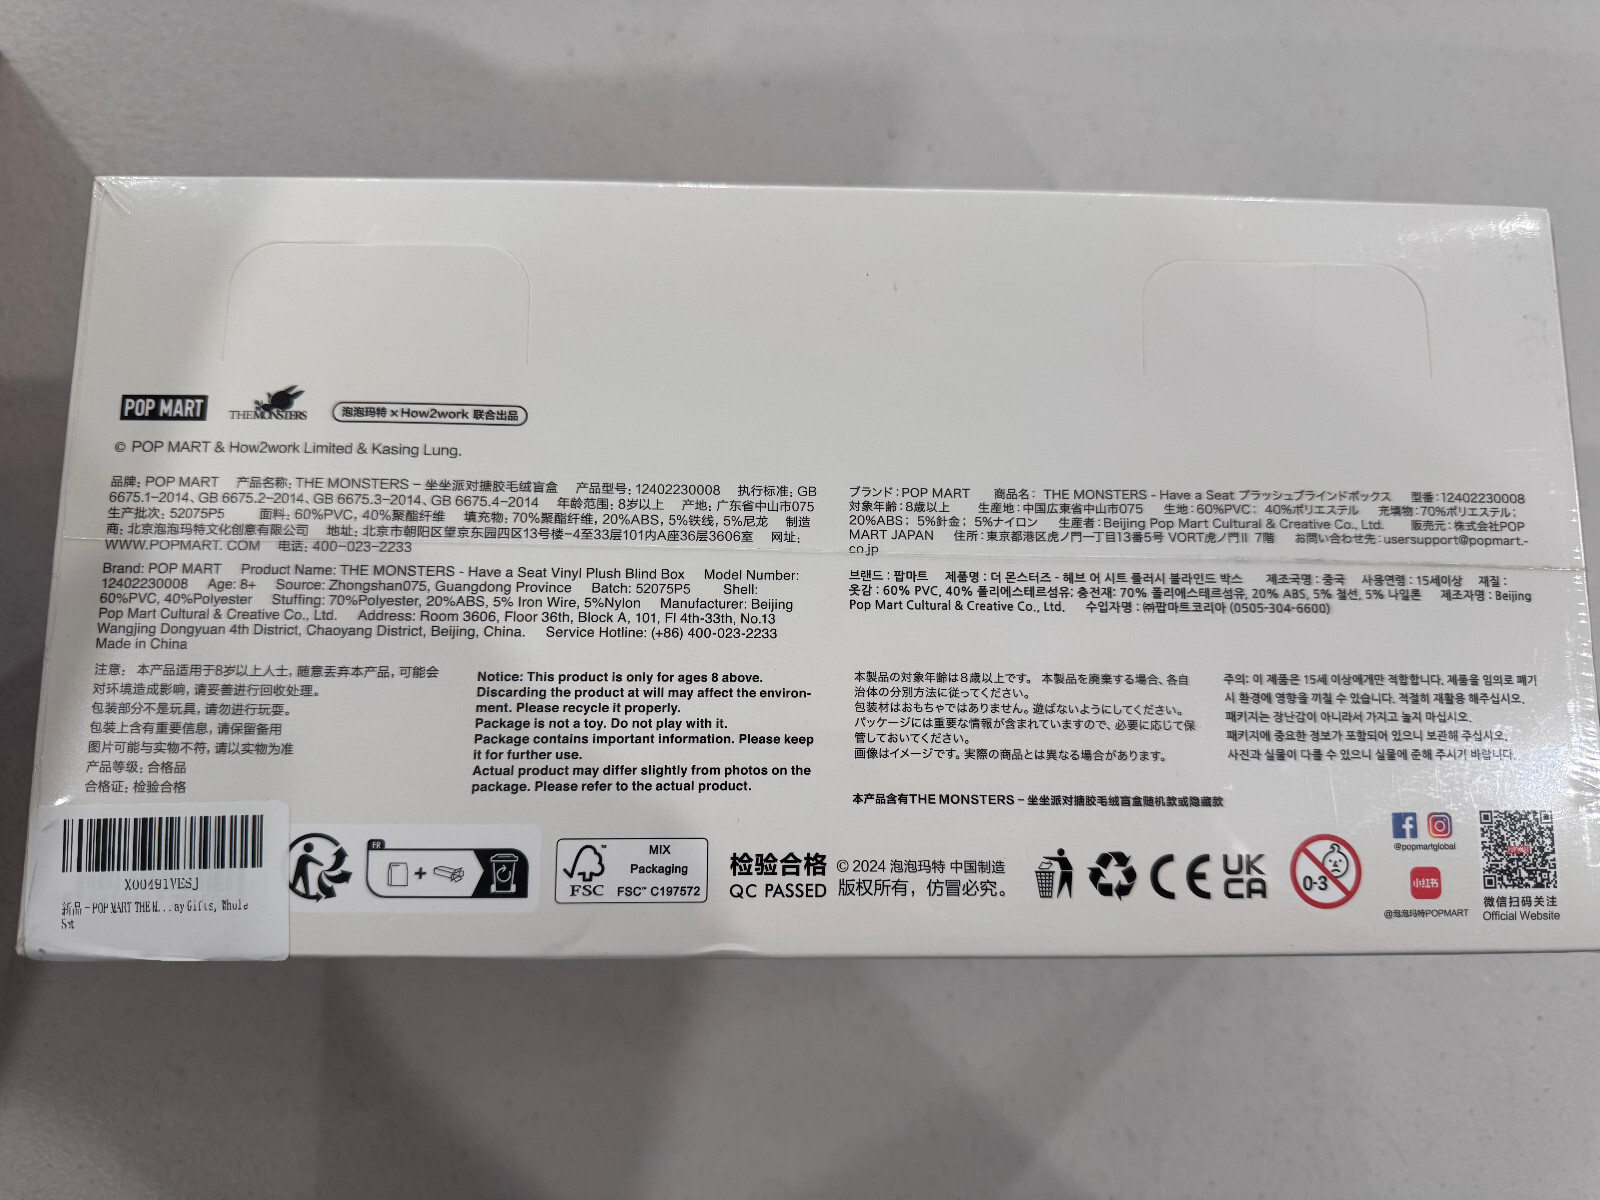 POP MART
THE MONSTERS
泡泡玛特×How2work 联合出品
© POP MART & How2work Limited & Kasing Lung.
品牌: POP MART 产品名称: THE MONSTERS – 坐坐派对搪胶毛绒盲盒 产品型号: 12402230008 执行标准: GB
6675.1–2014、GB 6675.2–2014、GB 6675.3–2014、GB 6675.4–2014 年龄范围: 8岁以上 产地: 广东省中山市075
生产批次: 52075P5 面料: 60%PVC, 40%聚酯纤维 填充物: 70%聚酯纤维, 20%ABS, 5%铁线, 5%尼龙 制造
商: 北京泡泡玛特文化创意有限公司 地址: 北京市朝阳区望京东园四区13号楼–4至33层101内A座36层3606室 网址:
WWW.POPMART.COM 电话: 400–023–2233
Brand: POP MART Product Name: THE MONSTERS - Have a Seat Vinyl Plush Blind Box Model Number:
12402230008 Age: 8+ Source: Zhongshan075, Guangdong Province Batch: 52075P5 Shell:
60%PVC, 40%Polyester Stuffing: 70%Polyester, 20%ABS, 5% Iron Wire, 5%Nylon Manufacturer: Beijing
Pop Mart Cultural & Creative Co., Ltd. Address: Room 3606, Floor 36th, Block A, 101, Fl 4th-33th, No.13
Wangjing Dongyuan 4th District, Chaoyang District, Beijing, China. Service Hotline: (+86) 400-023-2233
Made in China
ブランド：POP MART 商品名： THE MONSTERS - Have a Seat プラッシュブラインドボックス 型番：12402230008
対象年齢：8歳以上 生産地：中国広東省中山市075 生地：60%PVC； 40%ポリエステル 充填物：70%ポリエステル；
20%ABS； 5%針金； 5%ナイロン 生産者：Beijing Pop Mart Cultural & Creative Co., Ltd. 販売元：株式会社POP
MART JAPAN 住所：東京都港区虎ノ門一丁目13番5号 VORT虎ノ門Ⅱ 7階 お問い合わせ先：usersupport@popmart.-
co.jp
브랜드 : 팝마트 제품명 : 더 몬스터즈 - 헤브 어 시트 플러시 블라인드 박스 제조국명 : 중국 사용연령 : 15세이상 재질 :
옷감 : 60% PVC, 40% 폴리에스테르섬유; 충전재: 70% 폴리에스테르섬유, 20% ABS, 5% 철선, 5% 나일론 제조자명 : Beijing
Pop Mart Cultural & Creative Co., Ltd. 수입자명 : ㈜팝마트코리아 (0505-304-6600)
注意： 本产品适用于8岁以上人士, 随意丢弃本产品, 可能会
对环境造成影响, 请妥善进行回收处理。
包装部分不是玩具, 请勿进行玩耍。
包装上含有重要信息, 请保留备用
图片可能与实物不符, 请以实物为准
产品等级: 合格品
合格证: 检验合格
Notice: This product is only for ages 8 above.
Discarding the product at will may affect the environ-
ment. Please recycle it properly.
Package is not a toy. Do not play with it.
Package contains important information. Please keep
it for further use.
Actual product may differ slightly from photos on the
package. Please refer to the actual product.
本製品の対象年齢は8歳以上です。 本製品を廃棄する場合、各自
治体の分別方法に従ってください。
包装材はおもちゃではありません。遊ばないようにしてください。
パッケージには重要な情報が含まれていますので、必要に応じて保
管しておいてください。
画像はイメージです。実際の商品とは異なる場合があります。
주의: 이 제품은 15세 이상에게만 적합합니다. 제품을 임의로 폐기
시 환경에 영향을 끼칠 수 있습니다. 적절히 재활용 해주십시오.
패키지는 장난감이 아니라서 가지고 놀지 마십시오.
패키지에 중요한 정보가 포함되어 있으니 보관해 주십시오.
사진과 실물이 다를 수 있으니 실물에 준해 주시기 바랍니다.
本产品含有THE MONSTERS – 坐坐派对搪胶毛绒盲盒随机款或隐藏款
X00491VESJ
新品 - POP MART THE M...ay Gifts, Whole
Set
FR
FSC
MIX
Packaging
FSC™ C197572
检验合格
QC PASSED
© 2024 泡泡玛特 中国制造
版权所有，仿冒必究。
CE
UK
CA
0-3
@popmartglobal
小红书
@泡泡玛特POPMART
微信扫码关注
Official Website